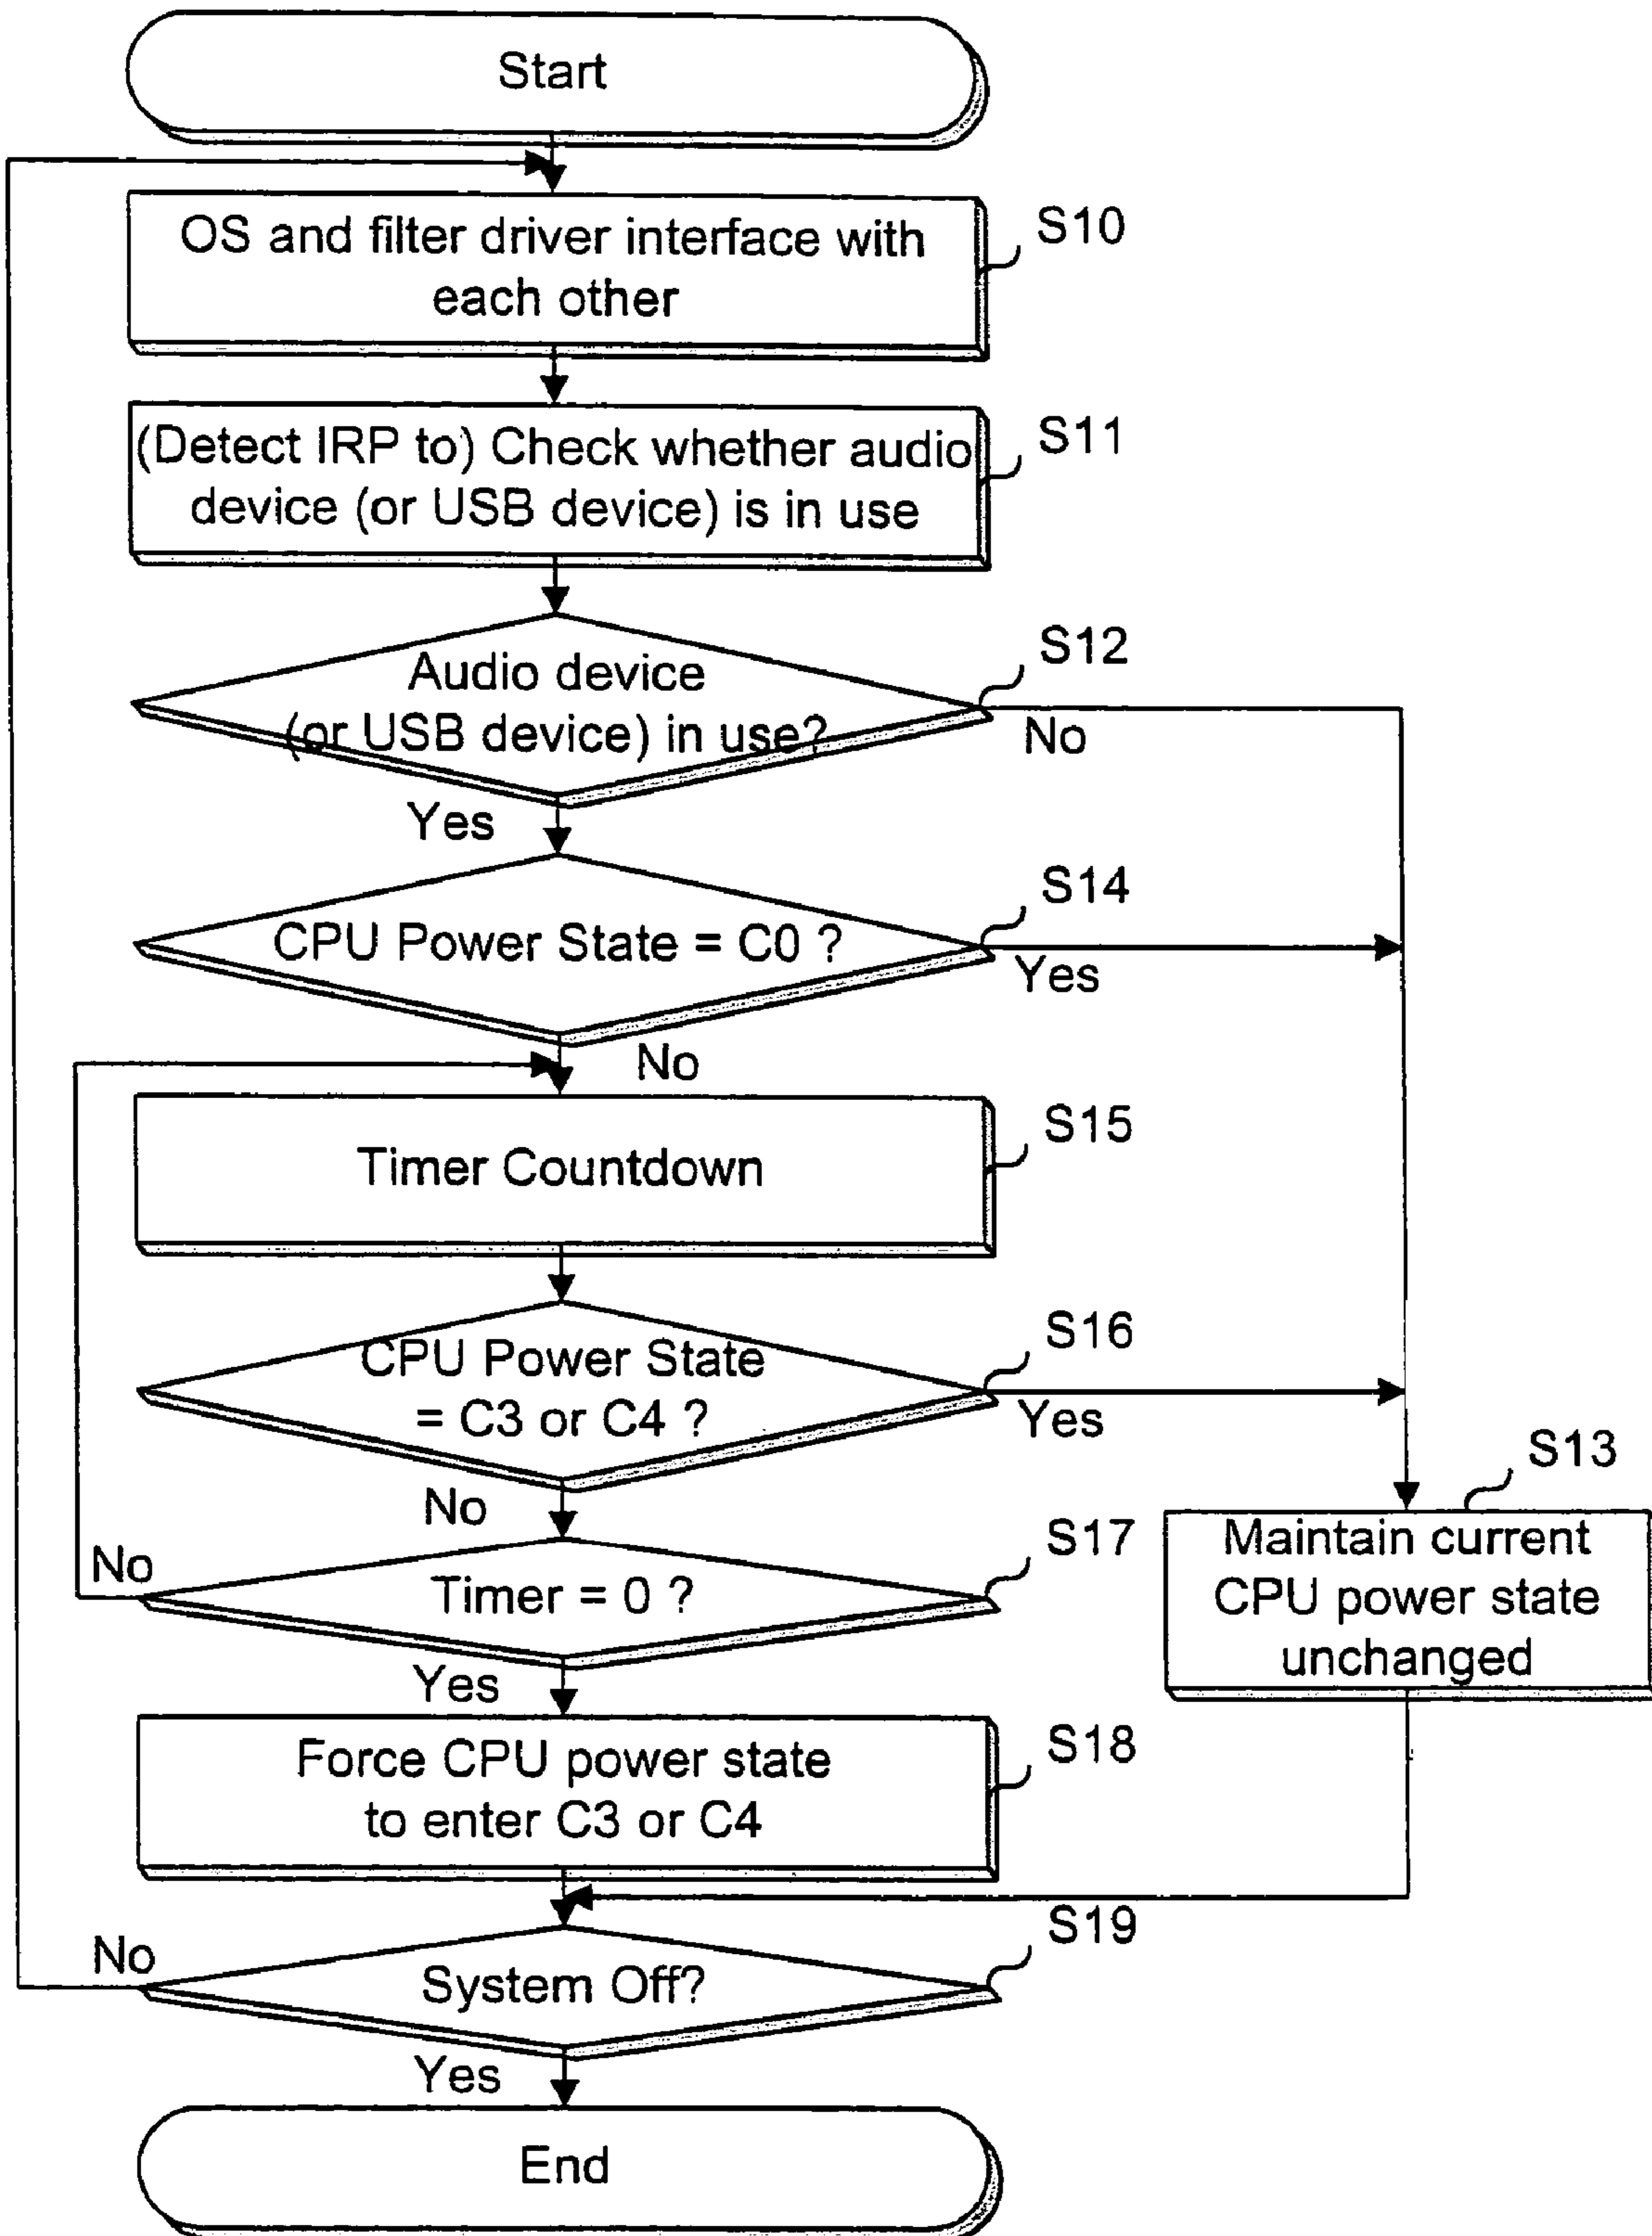 Start
OS and filter driver interface with
each other
S10
(Detect IRP to) Check whether audio
device (or USB device) is in use
S11
Audio device
(or USB device) in use?
S12
No
Yes
CPU Power State = C0 ?
S14
Yes
No
Timer Countdown
S15
CPU Power State
= C3 or C4 ?
S16
Yes
No
S13
Maintain current
CPU power state
unchanged
Timer = 0 ?
S17
No
Yes
Force CPU power state
to enter C3 or C4
S18
System Off?
S19
No
Yes
End